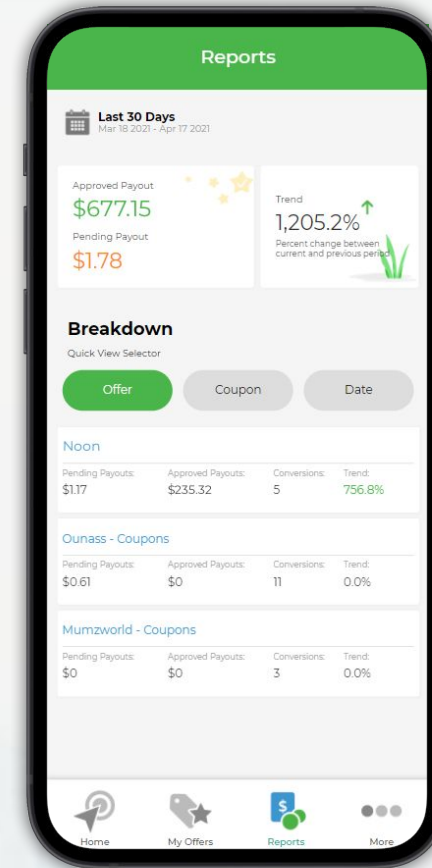 Reports
Last 30 Days
Mar 18 2021 - Apr 17 2021
Approved Payout
$677.15
Pending Payout
$1.78
Trend
1,205.2%
Percent change between
current and previous period
Breakdown
Quick View Selector
Offer Coupon Date
Noon
Pending Payouts: Approved Payouts: Conversions: Trend:
$1.17 $235.32 5 756.8%
Ounass - Coupons
Pending Payouts: Approved Payouts: Conversions: Trend:
$0.61 $0 11 0.0%
Mumzworld - Coupons
Pending Payouts: Approved Payouts: Conversions: Trend:
$0 $0 3 0.0%
$
Home My Offers Reports More